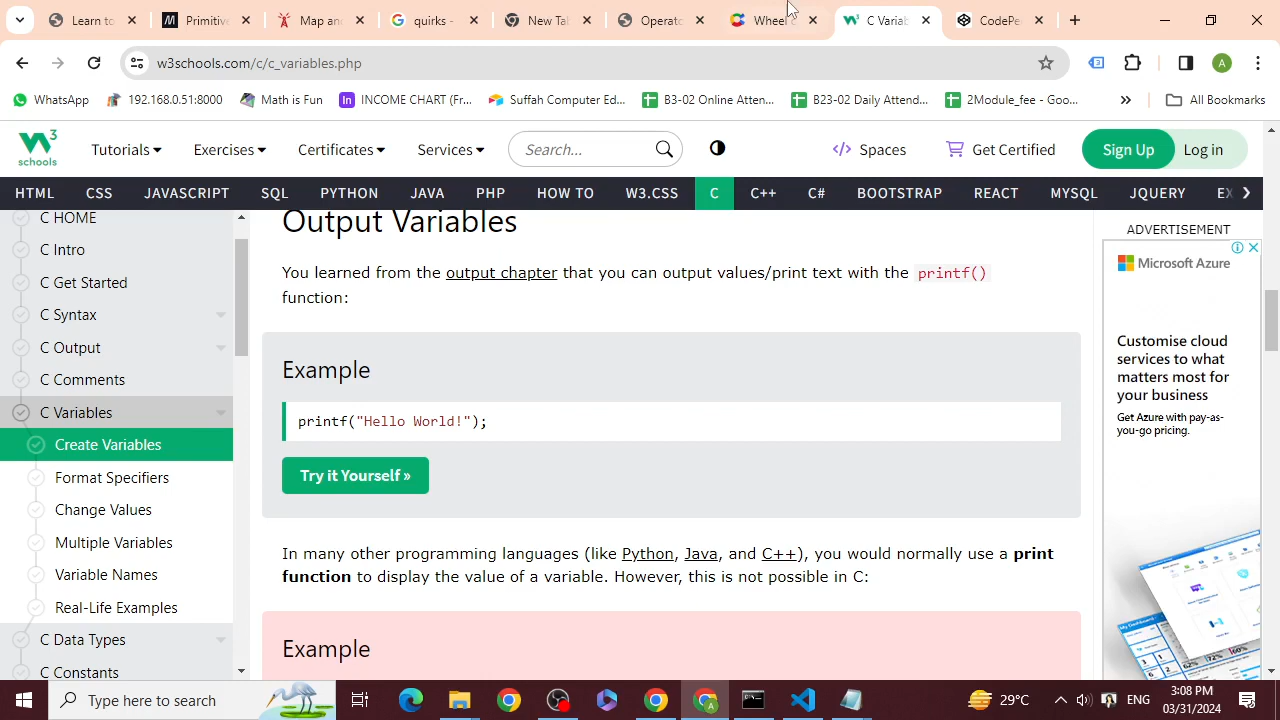 Learn to
Primitive
Map and
quirks -
New Tab
Operato
Wheel o
C Variab
CodePe
w3schools.com/c/c_variables.php
A
WhatsApp
192.168.0.51:8000
Math is Fun
INCOME CHART (Fr...
Suffah Computer Ed...
B3-02 Online Atten...
B23-02 Daily Attend...
2Module_fee - Goo...
All Bookmarks
schools
Tutorials
Exercises
Certificates
Services
Search...
Spaces
Get Certified
Sign Up
Log in
HTML
CSS
JAVASCRIPT
SQL
PYTHON
JAVA
PHP
HOW TO
W3.CSS
C
C++
C#
BOOTSTRAP
REACT
MYSQL
JQUERY
EX
C HOME
C Intro
C Get Started
C Syntax
C Output
C Comments
C Variables
Create Variables
Format Specifiers
Change Values
Multiple Variables
Variable Names
Real-Life Examples
C Data Types
C Constants
Output Variables
You learned from the output chapter that you can output values/print text with the printf()
function:
Example
printf("Hello World!");
Try it Yourself »
In many other programming languages (like Python, Java, and C++), you would normally use a print
function to display the value of a variable. However, this is not possible in C:
Example
ADVERTISEMENT
Microsoft Azure
Customise cloud
services to what
matters most for
your business
Get Azure with pay-as-
you-go pricing.
Type here to search
29°C
ENG
3:08 PM
03/31/2024